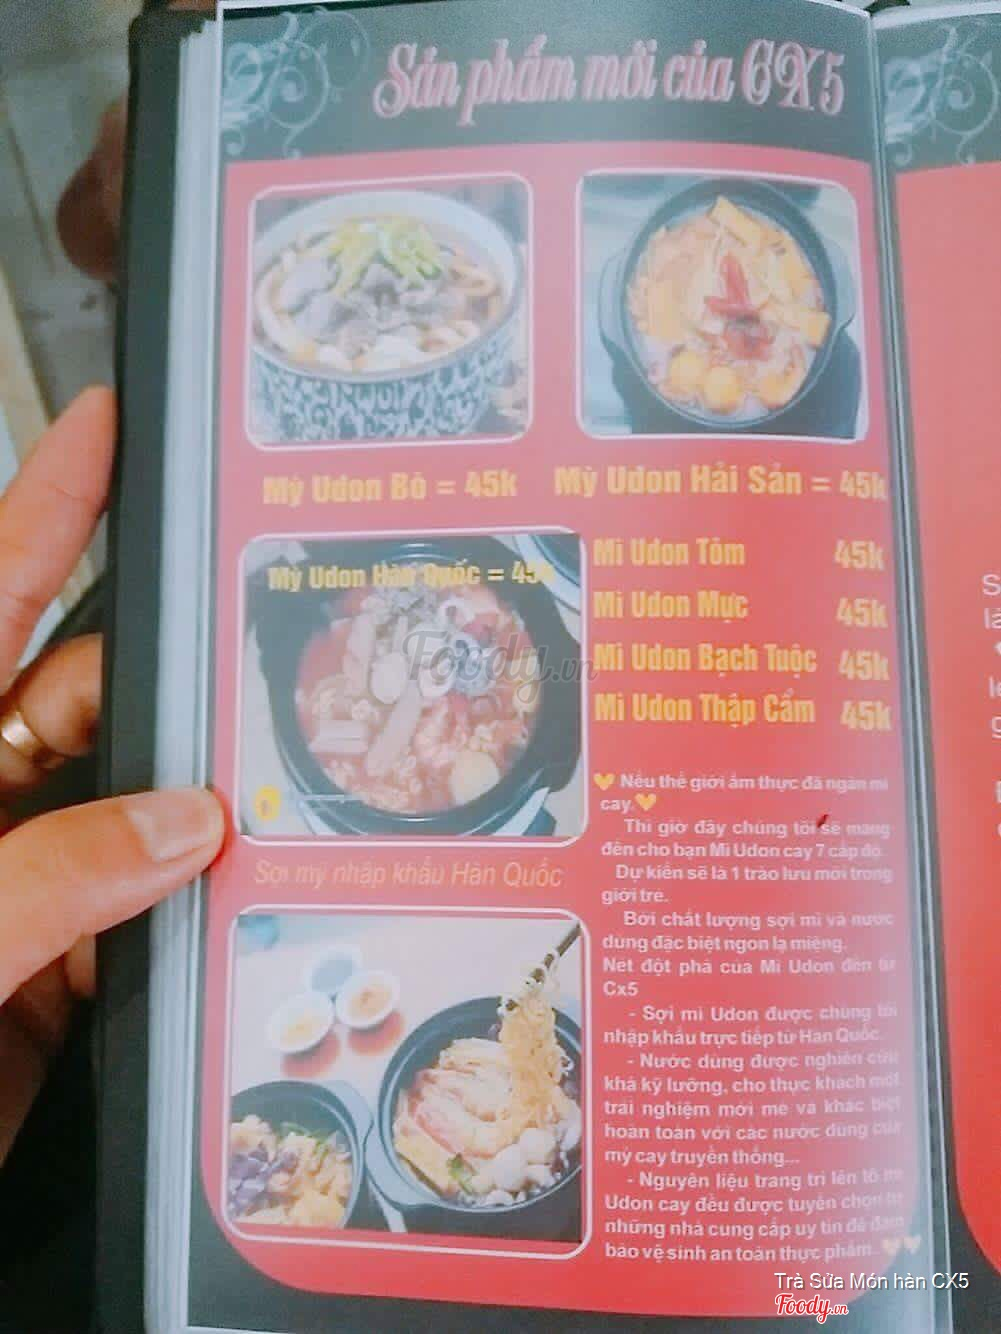 Sản phẩm mới của CX5
Mỳ Udon Bò = 45k
Mỳ Udon Hải Sản = 45k
Mỳ Udon Hàn Quốc = 45k
Mì Udon Tôm 45k
Mì Udon Mực 45k
Mì Udon Bạch Tuộc 45k
Mì Udon Thập Cẩm 45k
Foody.vn
Sợi mỳ nhập khẩu Hàn Quốc
💛 Nếu thế giới ẩm thực đã ngán mì
cay.💛
Thì giờ đây chúng tôi sẽ mang
đến cho bạn Mì Udon cay 7 cấp độ.
Dự kiến sẽ là 1 trào lưu mới trong
giới trẻ.
Bởi chất lượng sợi mì và nước
dùng đặc biệt ngon lạ miệng.
Nét đột phá của Mì Udon đến từ
Cx5
- Sợi mì Udon được chúng tôi
nhập khẩu trực tiếp từ Hàn Quốc.
- Nước dùng được nghiên cứu
khá kỹ lưỡng, cho thực khách một
trải nghiệm mới mẻ và khác biệt
hoàn toàn với các nước dùng của
mỳ cay truyền thống...
- Nguyên liệu trang trí lên tô mì
Udon cay đều được tuyển chọn từ
những nhà cung cấp uy tín để đảm
bảo vệ sinh an toàn thực phẩm. 💛💛
Trà Sữa Món hàn CX5
Foody.vn